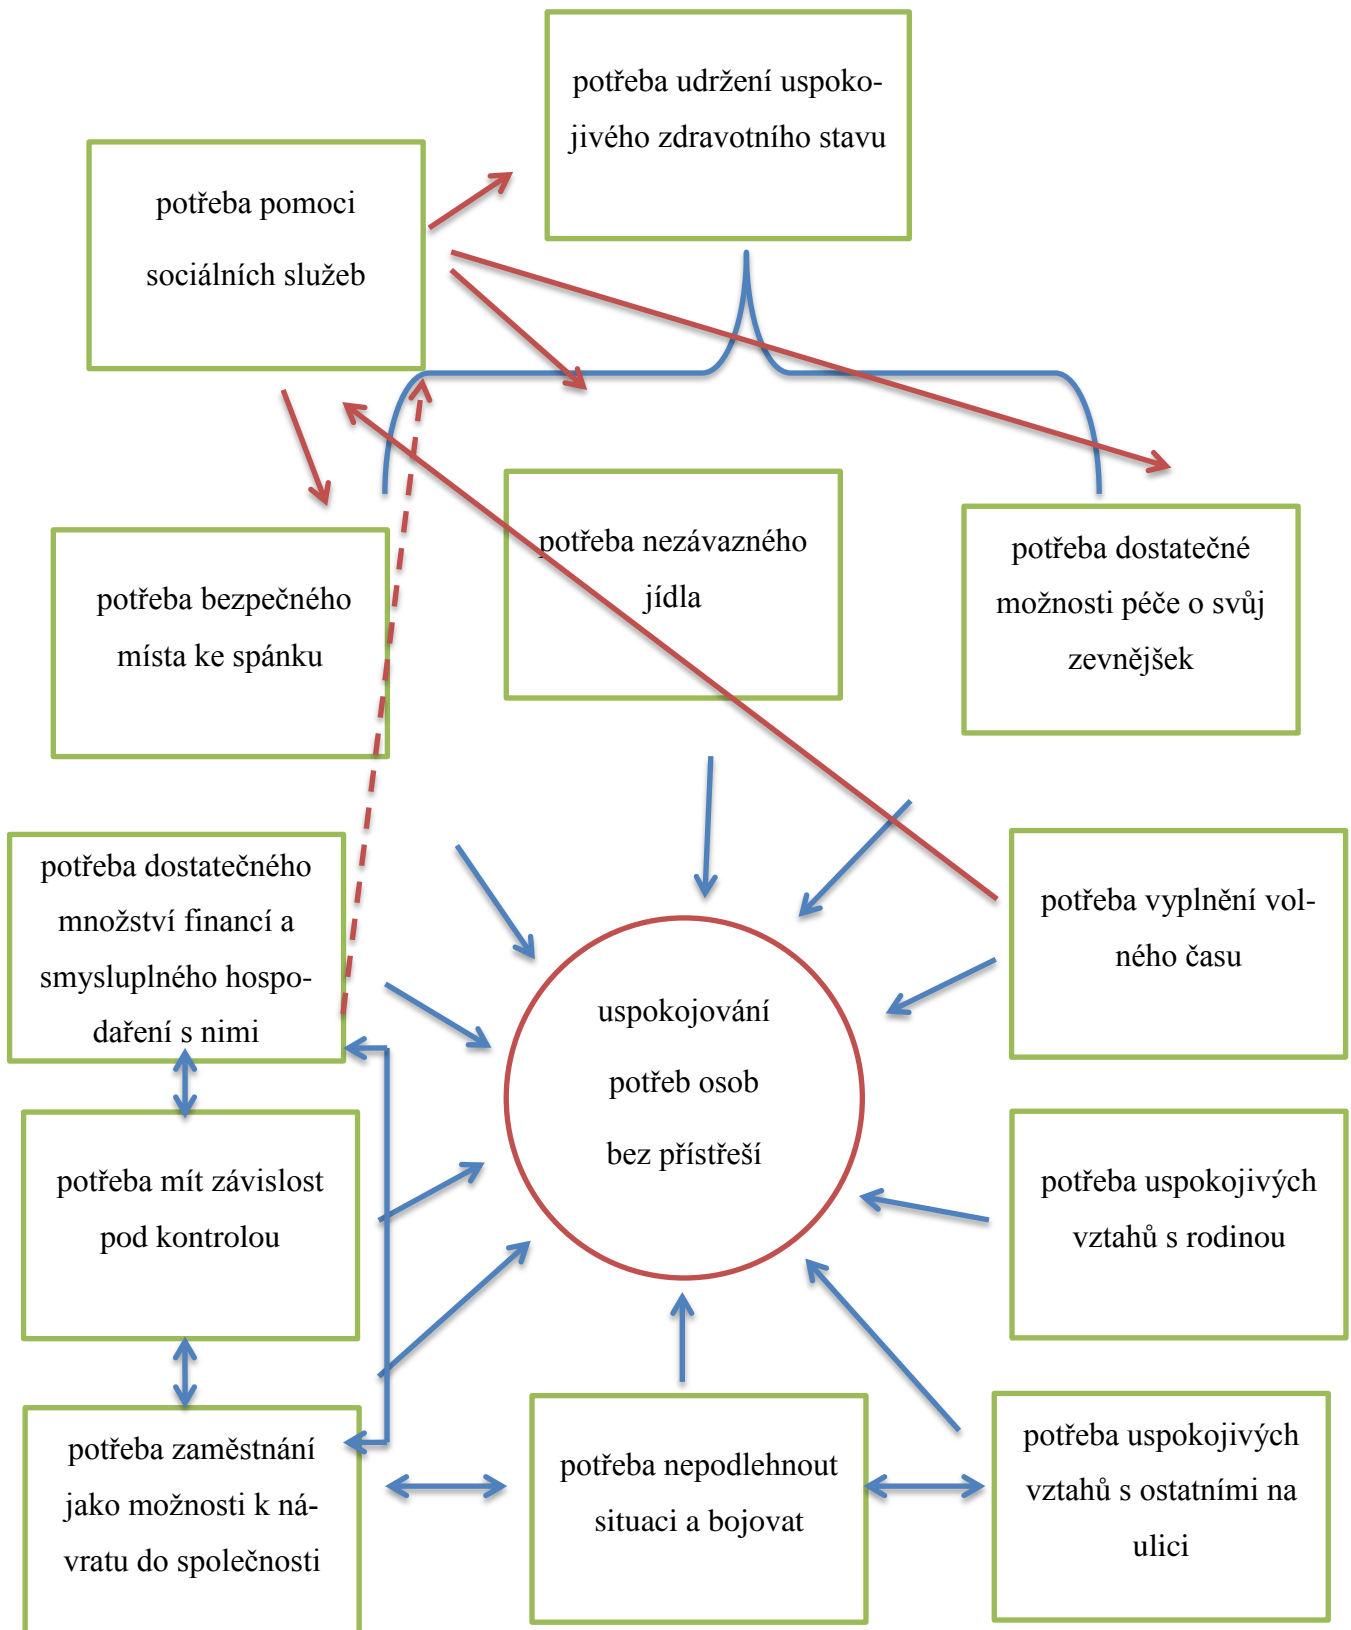 potřeba udržení uspoko-
jivého zdravotního stavu
potřeba pomoci
sociálních služeb
potřeba nezávazného
jídla
potřeba dostatečné
možnosti péče o svůj
zevnějšek
potřeba bezpečného
místa ke spánku
potřeba dostatečného
množství financí a
smysluplného hospo-
daření s nimi
potřeba vyplnění vol-
ného času
uspokojování
potřeb osob
bez přístřeší
potřeba mít závislost
pod kontrolou
potřeba uspokojivých
vztahů s rodinou
potřeba zaměstnání
jako možnosti k ná-
vratu do společnosti
potřeba nepodlehnout
situaci a bojovat
potřeba uspokojivých
vztahů s ostatními na
ulici